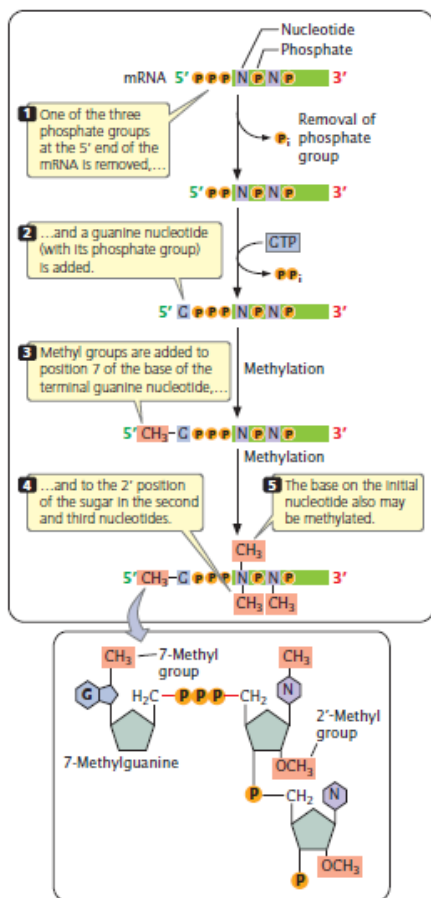 Nucleotide
Phosphate
mRNA 5′ P P P N P N P 3′
1 One of the three
phosphate groups
at the 5′ end of the
mRNA is removed,…
Removal of
phosphate
group
Pi
5′ P P N P N P 3′
2 …and a guanine nucleotide
(with its phosphate group)
is added.
GTP
P Pi
5′ G P P P N P N P 3′
3 Methyl groups are added to
position 7 of the base of the
terminal guanine nucleotide,…
Methylation
5′ CH3–G P P P N P N P 3′
Methylation
4 …and to the 2′ position
of the sugar in the second
and third nucleotides.
5 The base on the initial
nucleotide also may
be methylated.
CH3
5′ CH3–G P P P N P N P 3′
CH3 CH3
CH3 7-Methyl
group
CH3
G H2C P P P CH2 N
2′-Methyl
group
7-Methylguanine
OCH3
P CH2 N
OCH3
P